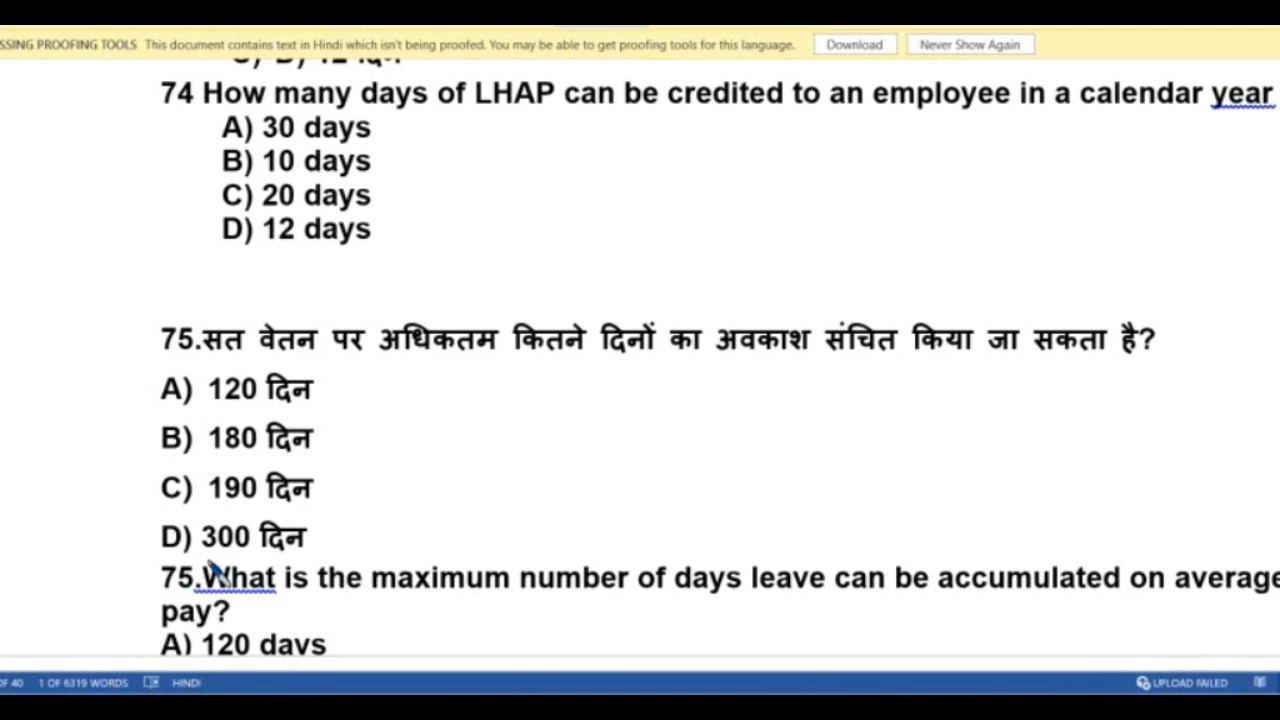 SSING PROOFING TOOLS This document contains text in Hindi which isn't being proofed. You may be able to get proofing tools for this language. Download Never Show Again
74 How many days of LHAP can be credited to an employee in a calendar year
A) 30 days
B) 10 days
C) 20 days
D) 12 days
75.सत वेतन पर अधिकतम कितने दिनों का अवकाश संचित किया जा सकता है?
A) 120 दिन
B) 180 दिन
C) 190 दिन
D) 300 दिन
75.What is the maximum number of days leave can be accumulated on average
pay?
A) 120 days
OF 40 1 OF 6319 WORDS HINDI UPLOAD FAILED